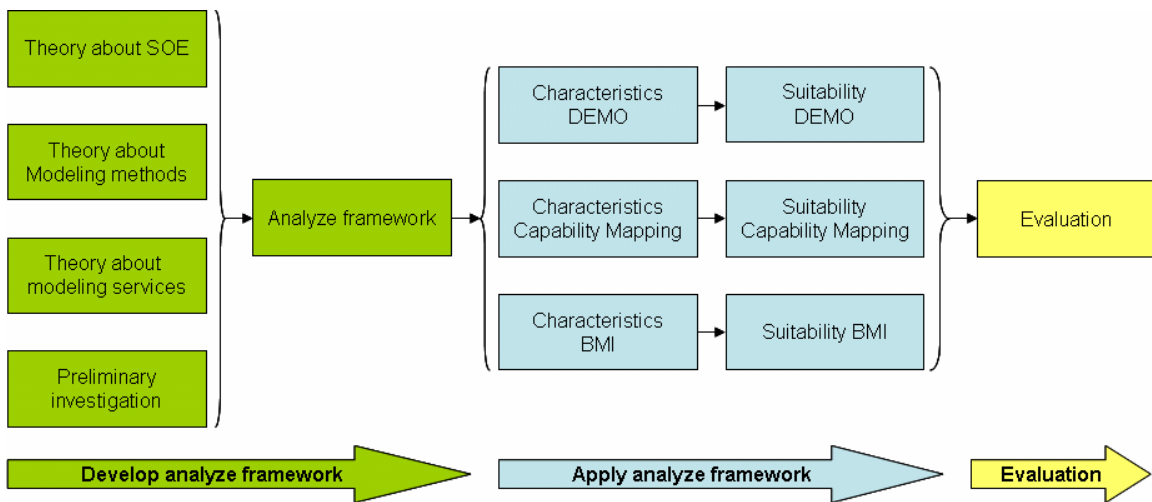 Theory about SOE
Theory about
Modeling methods
Theory about
modeling services
Preliminary
investigation
Analyze framework
Characteristics
DEMO
Suitability
DEMO
Characteristics
Capability Mapping
Suitability
Capability Mapping
Characteristics
BMI
Suitability BMI
Evaluation
Develop analyze framework
Apply analyze framework
Evaluation